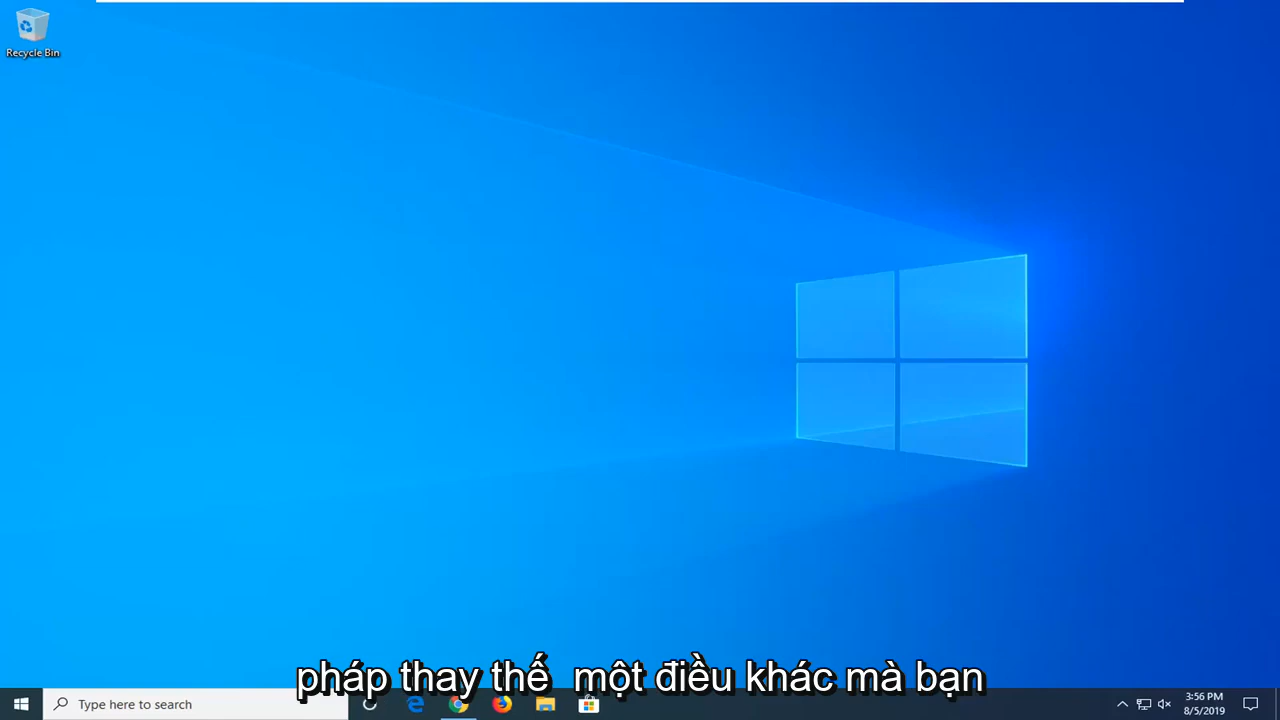 Recycle Bin
pháp thay thế một điều khác mà bạn
Type here to search
3:56 PM
8/5/2019